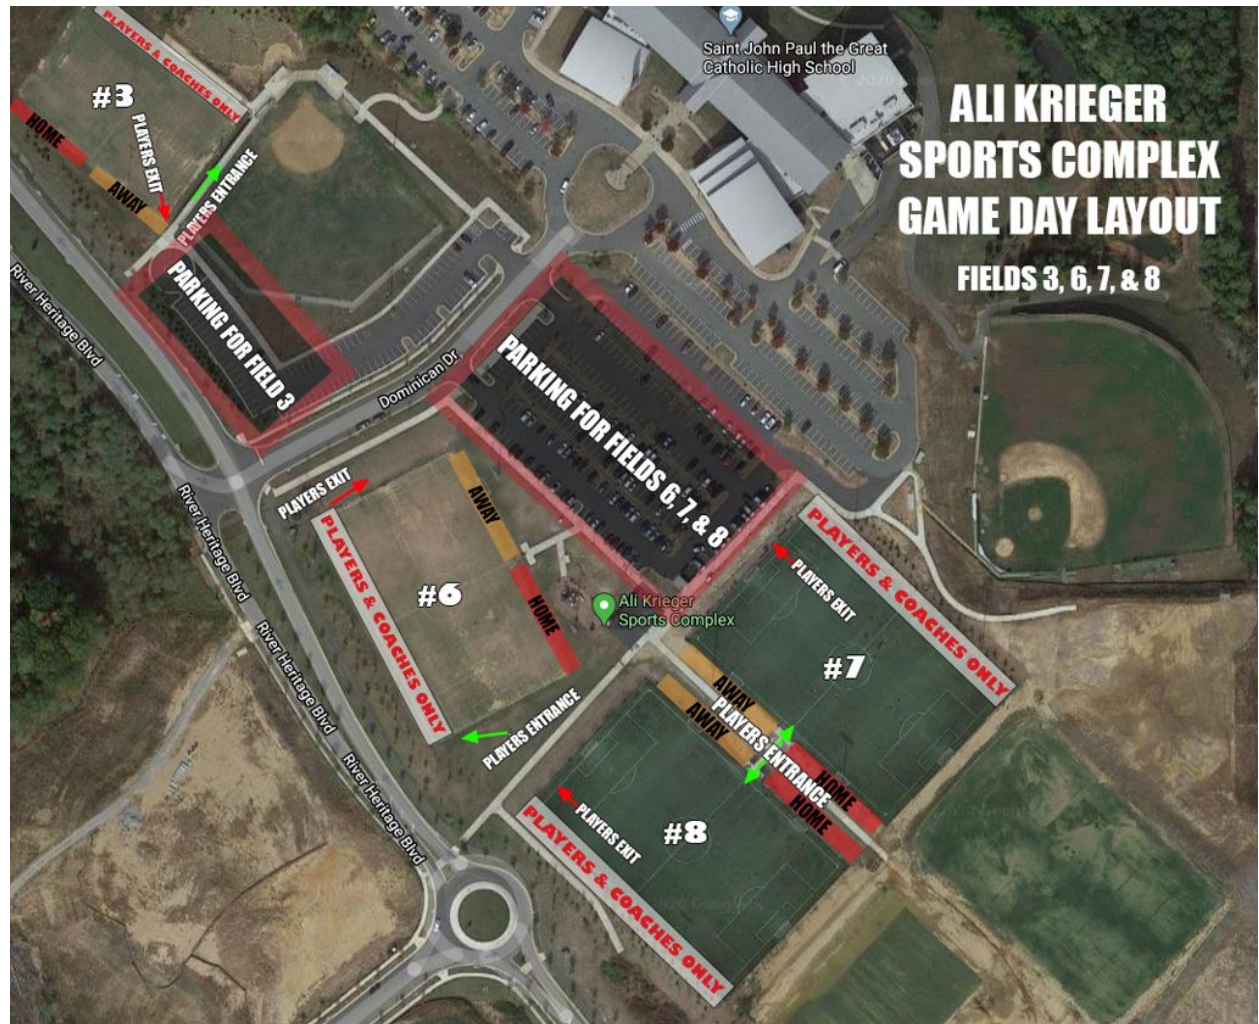 Saint John Paul the Great
Catholic High School
ALI KRIEGER
SPORTS COMPLEX
GAME DAY LAYOUT
FIELDS 3, 6, 7, & 8
PLAYERS & COACHES ONLY
#3
HOME
AWAY
PLAYERS EXIT
PLAYERS ENTRANCE
PARKING FOR FIELD 3
River Heritage Blvd
Dominican Dr
PARKING FOR FIELDS 6, 7, & 8
River Heritage Blvd
PLAYERS EXIT
AWAY
PLAYERS & COACHES ONLY
#6
HOME
PLAYERS ENTRANCE
Ali Krieger
Sports Complex
River Heritage Blvd
River Heritage Blvd
PLAYERS & COACHES ONLY
PLAYERS EXIT
#7
AWAY
HOME
PLAYERS ENTRANCE
AWAY
HOME
#8
PLAYERS EXIT
PLAYERS & COACHES ONLY